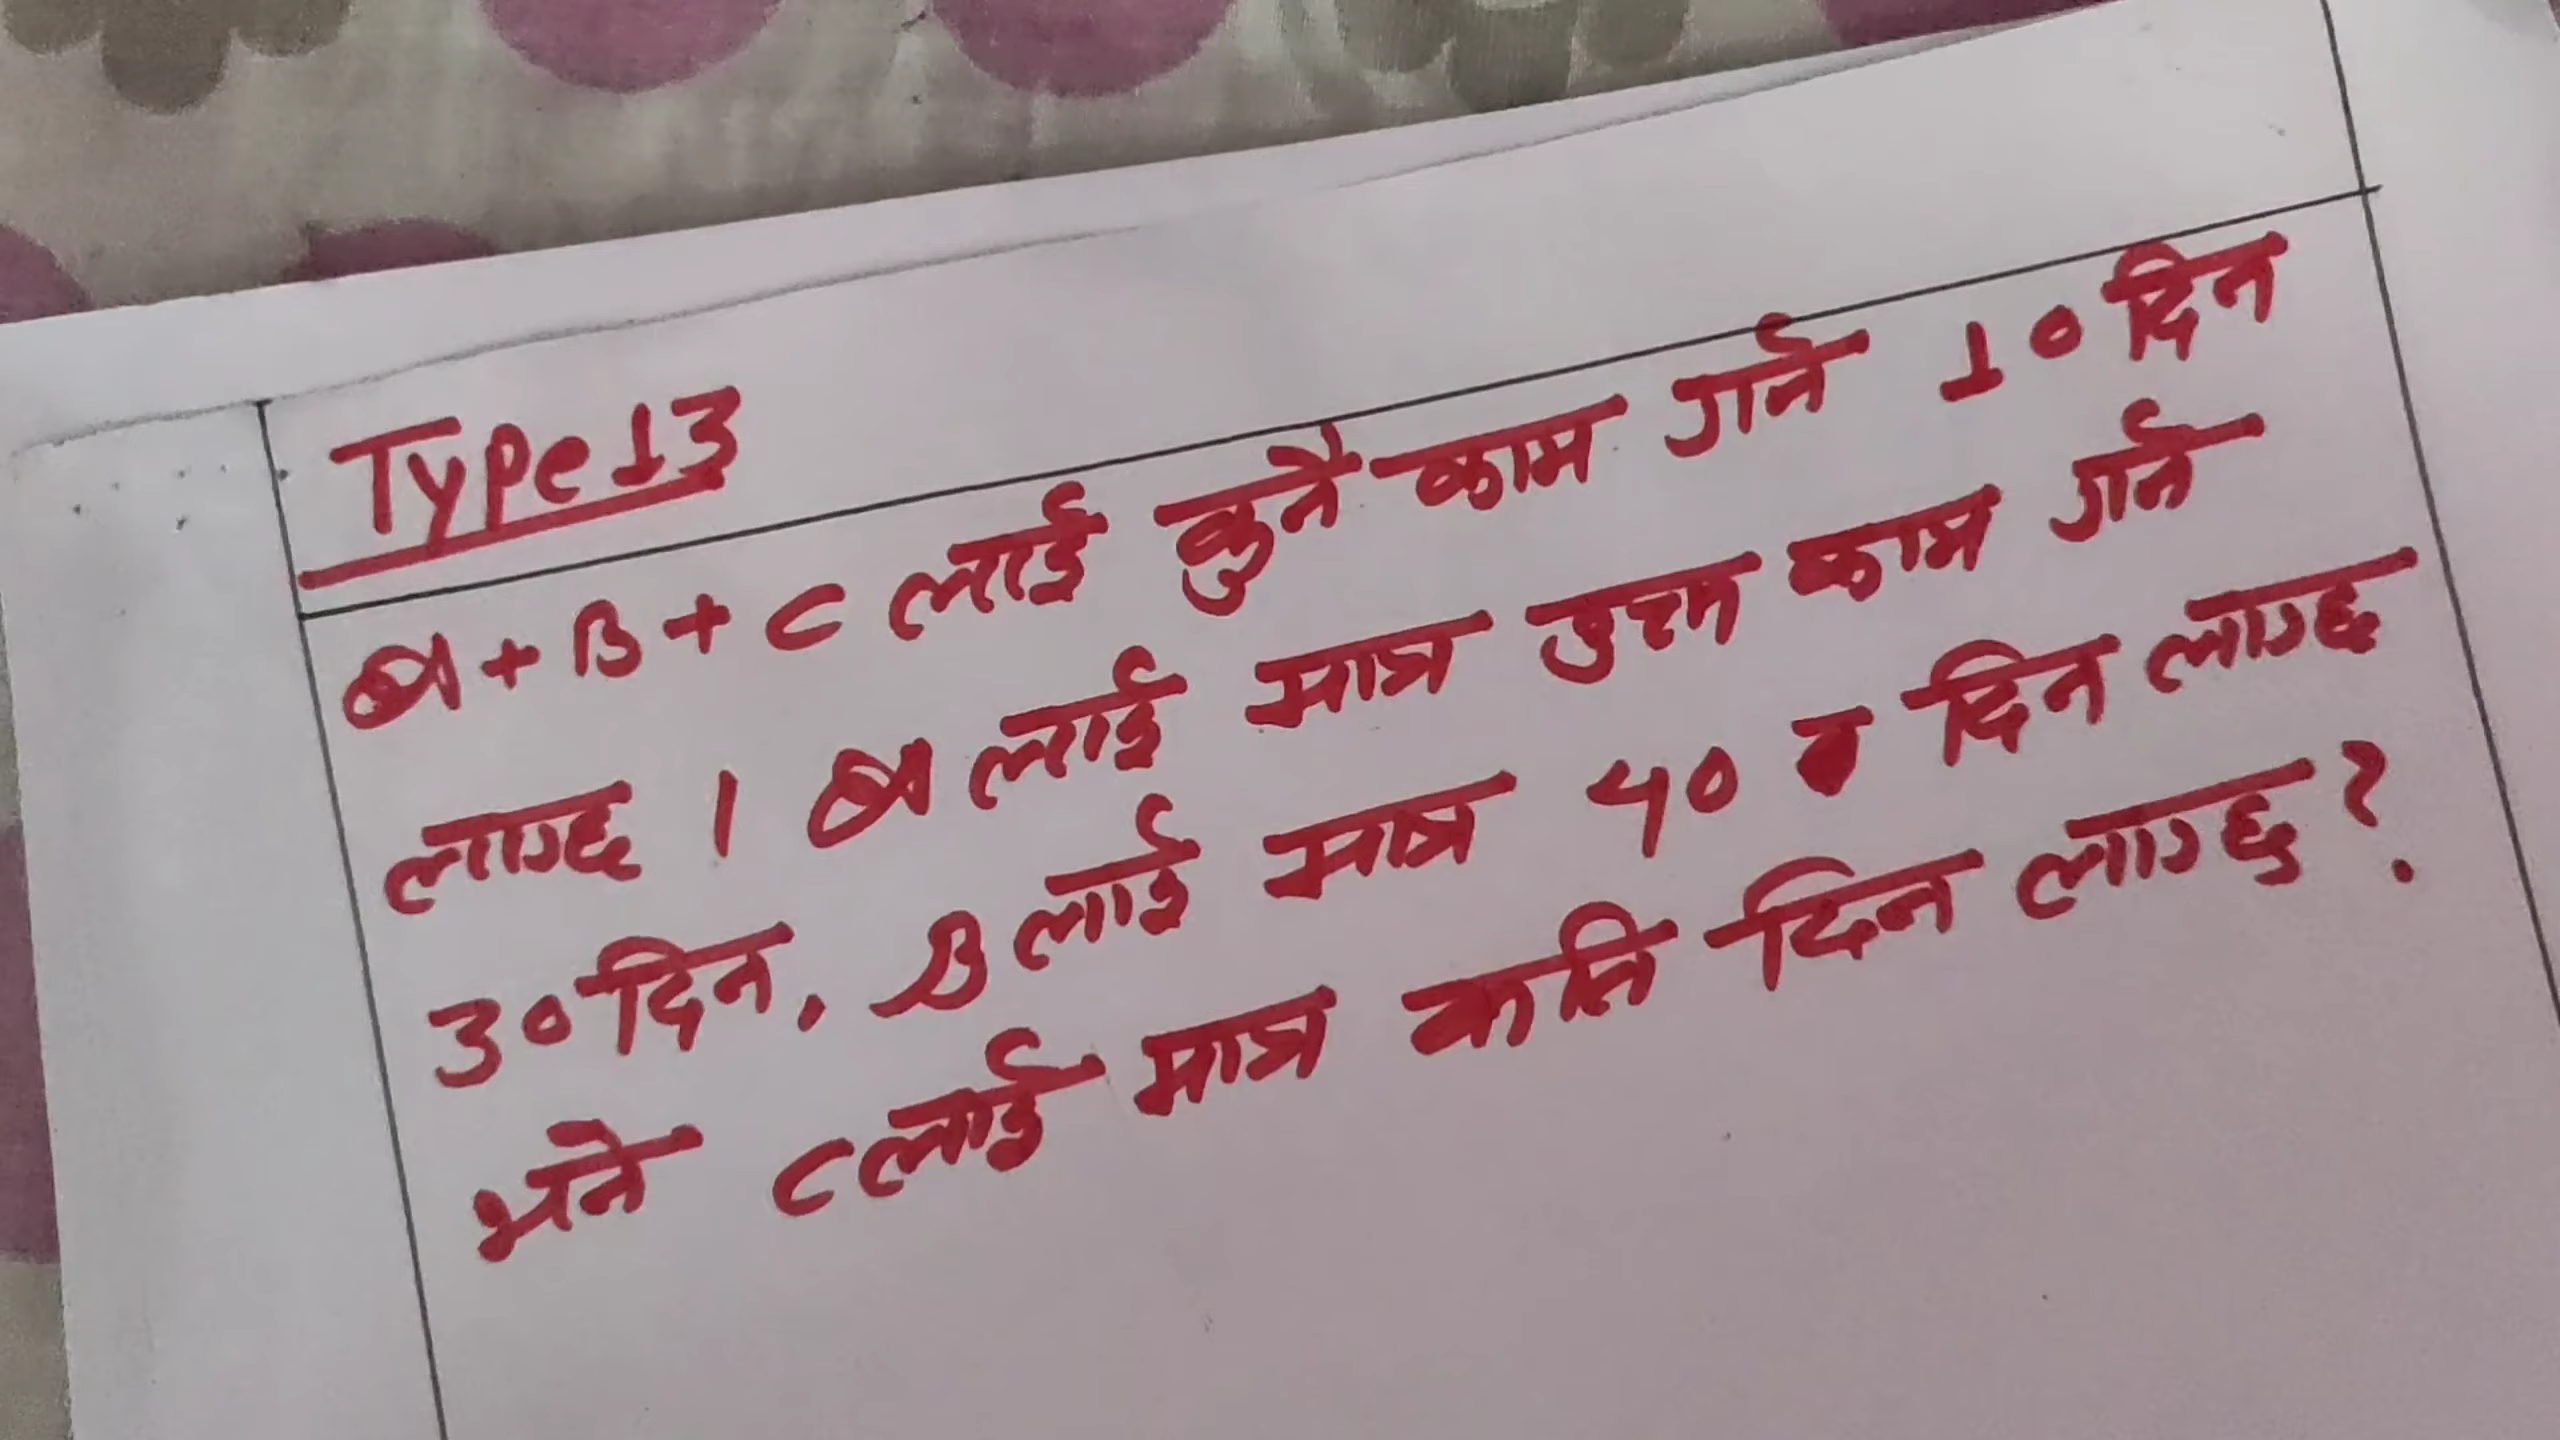 Type 13
A + B + C लाई कुनै काम गर्न 10 दिन
लाग्छ । A लाई मात्र उक्त काम गर्न
30 दिन, B लाई मात्र 40 दिन लाग्छ
भने C लाई मात्र कति दिन लाग्छ ?